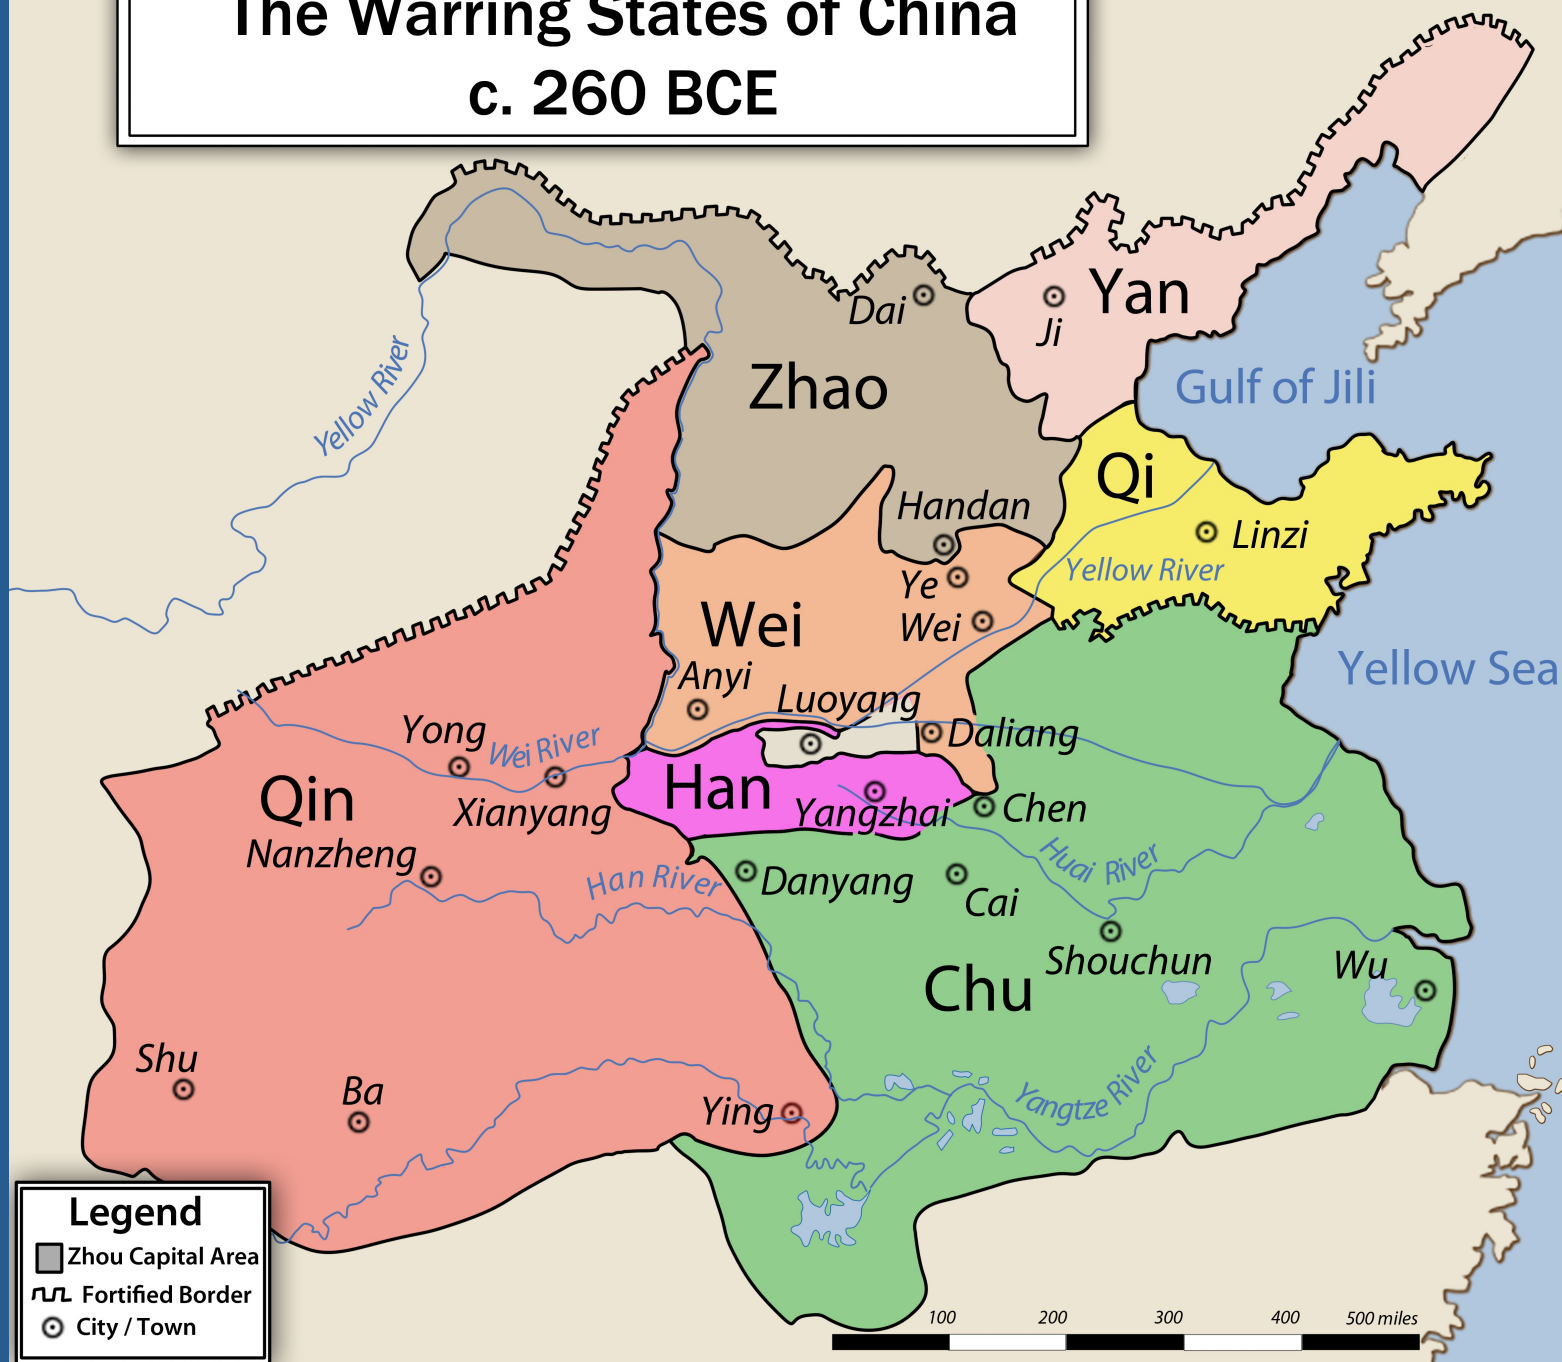 The Warring States of China
c. 260 BCE
Yan
Dai
Ji
Zhao
Gulf of Jili
Yellow River
Qi
Handan
Linzi
Yellow River
Ye
Wei
Wei
Yellow Sea
Anyi
Luoyang
Yong
Wei River
Daliang
Qin
Han
Xianyang
Yangzhai
Chen
Nanzheng
Han River
Danyang
Huai River
Cai
Shouchun
Wu
Chu
Shu
Ba
Ying
Yangtze River
Legend
Zhou Capital Area
Fortified Border
City / Town
100 200 300 400 500 miles